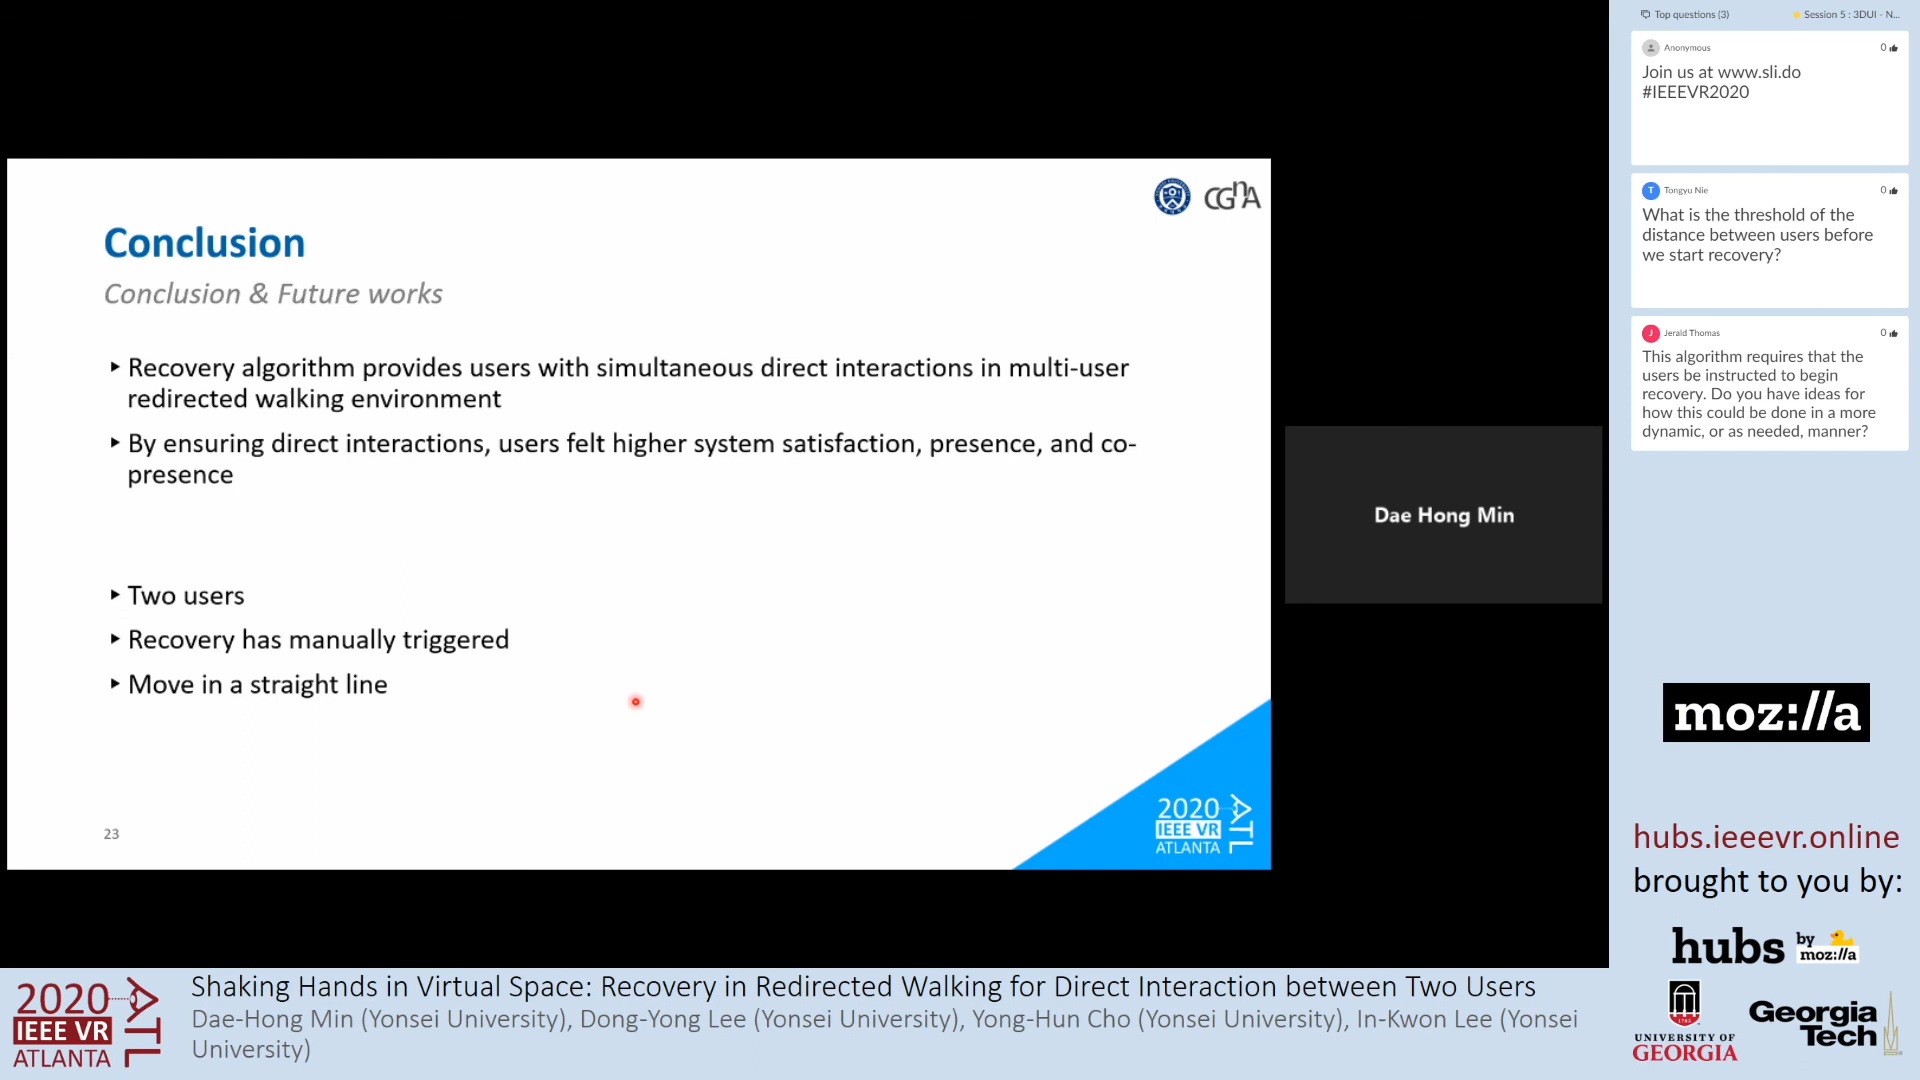 CGnA
Conclusion
Conclusion & Future works
Recovery algorithm provides users with simultaneous direct interactions in multi-user
redirected walking environment
By ensuring direct interactions, users felt higher system satisfaction, presence, and co-
presence
Two users
Recovery has manually triggered
Move in a straight line
23
2020
IEEE VR
ATLANTA
ATL
Dae Hong Min
Top questions (3)
Session 5 : 3DUI - N...
Anonymous
0
Join us at www.sli.do
#IEEEVR2020
T
Tongyu Nie
0
What is the threshold of the
distance between users before
we start recovery?
J
Jerald Thomas
0
This algorithm requires that the
users be instructed to begin
recovery. Do you have ideas for
how this could be done in a more
dynamic, or as needed, manner?
moz://a
hubs.ieeevr.online
brought to you by:
hubs by moz://a
UNIVERSITY OF
GEORGIA
1785
Georgia
Tech
2020
IEEE VR
ATLANTA
ATL
Shaking Hands in Virtual Space: Recovery in Redirected Walking for Direct Interaction between Two Users
Dae-Hong Min (Yonsei University), Dong-Yong Lee (Yonsei University), Yong-Hun Cho (Yonsei University), In-Kwon Lee (Yonsei
University)